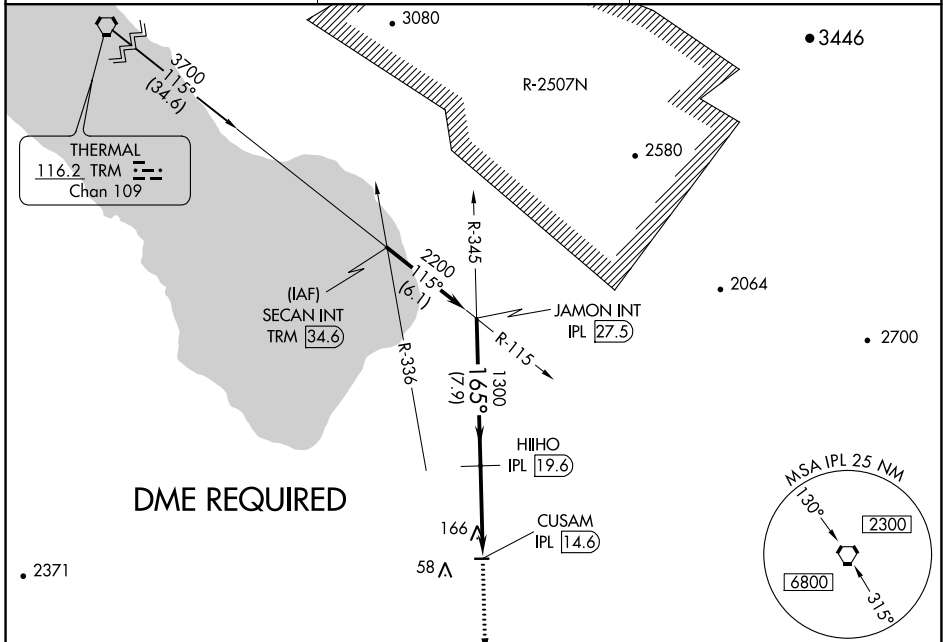 3080
3446
3700
115°
(34.6)
R-2507N
THERMAL
116.2 TRM
Chan 109
2580
R-345
2200
115°
(6.1)
(IAF)
SECAN INT
TRM 34.6
2064
JAMON INT
IPL 27.5
R-115
R-336
2700
1300
165°
(7.9)
HIIHO
IPL 19.6
DME REQUIRED
MSA IPL 25 NM
130°
2300
6800
315°
166
CUSAM
IPL 14.6
58
2371